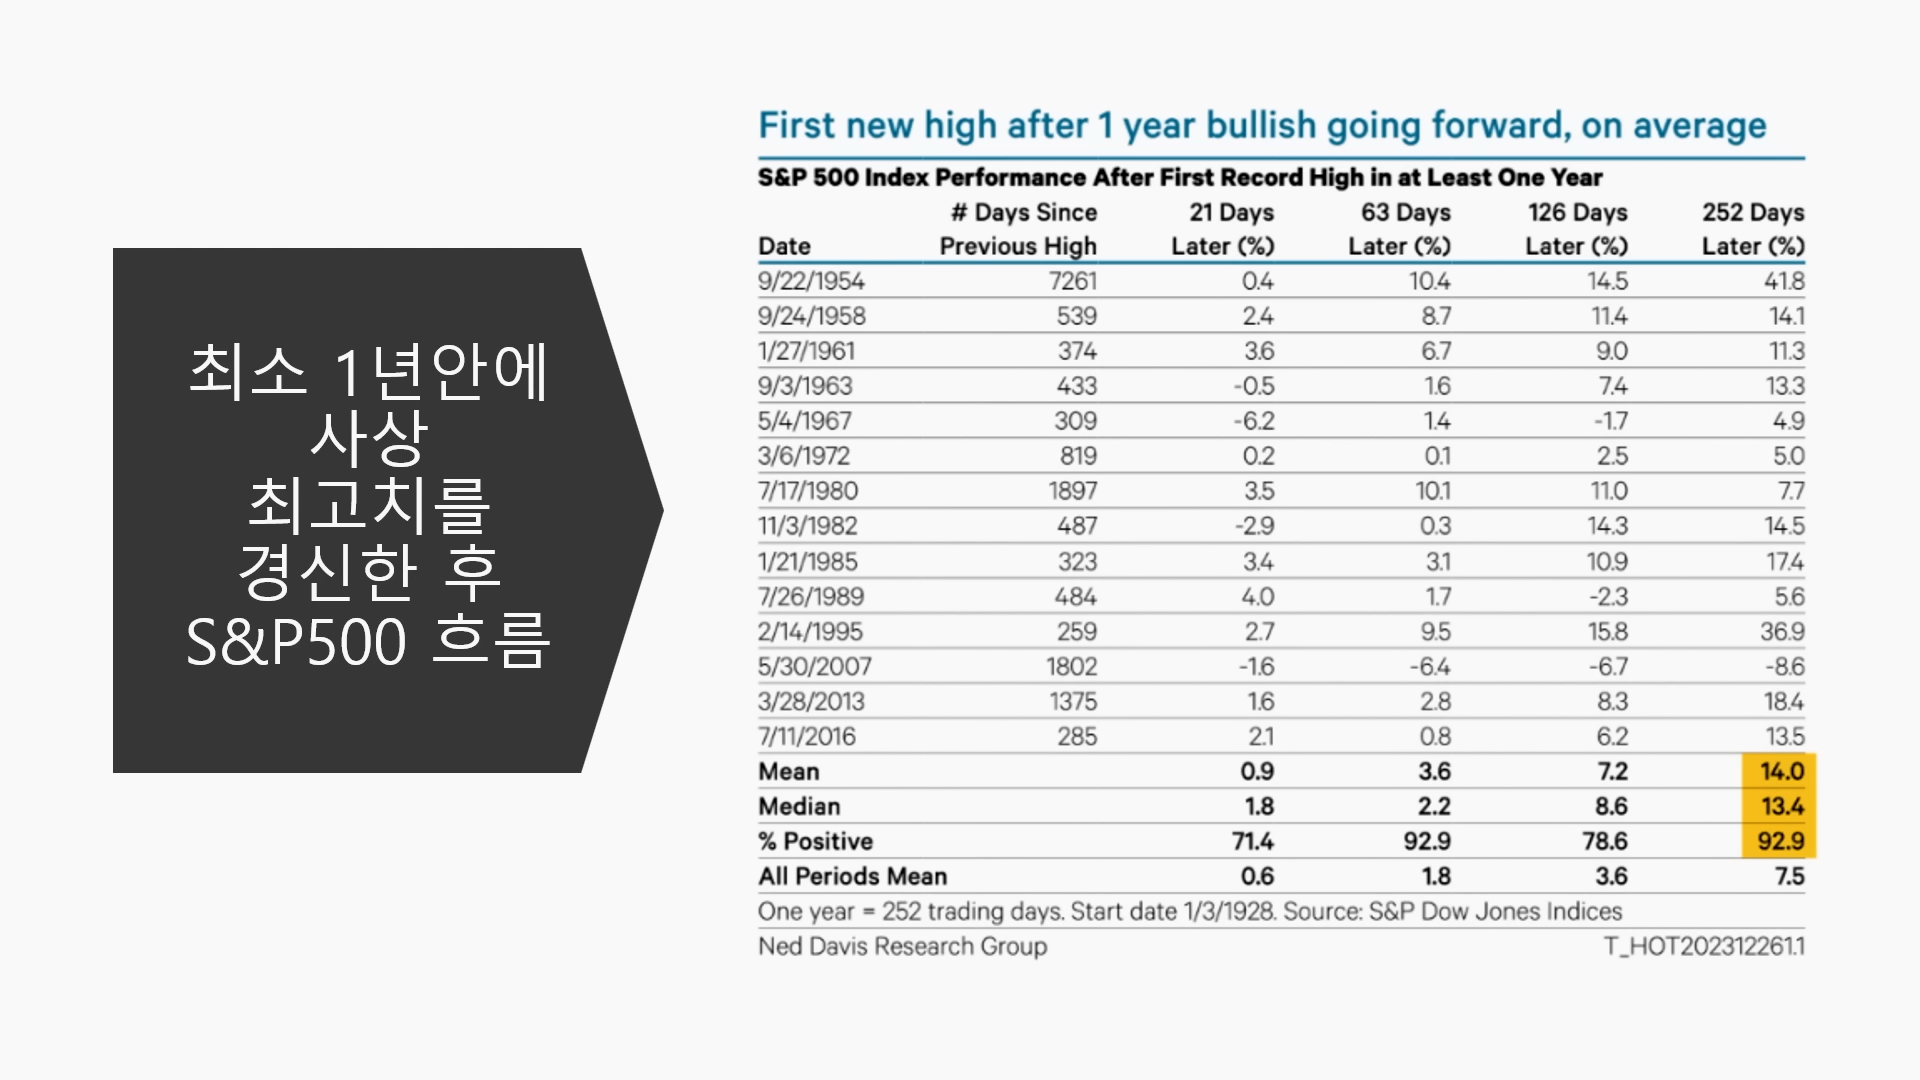 최소 1년안에
사상
최고치를
경신한 후
S&P500 흐름
First new high after 1 year bullish going forward, on average
S&P 500 Index Performance After First Record High in at Least One Year
# Days Since 21 Days 63 Days 126 Days 252 Days
Date Previous High Later (%) Later (%) Later (%) Later (%)
9/22/1954 7261 0.4 10.4 14.5 41.8
9/24/1958 539 2.4 8.7 11.4 14.1
1/27/1961 374 3.6 6.7 9.0 11.3
9/3/1963 433 -0.5 1.6 7.4 13.3
5/4/1967 309 -6.2 1.4 -1.7 4.9
3/6/1972 819 0.2 0.1 2.5 5.0
7/17/1980 1897 3.5 10.1 11.0 7.7
11/3/1982 487 -2.9 0.3 14.3 14.5
1/21/1985 323 3.4 3.1 10.9 17.4
7/26/1989 484 4.0 1.7 -2.3 5.6
2/14/1995 259 2.7 9.5 15.8 36.9
5/30/2007 1802 -1.6 -6.4 -6.7 -8.6
3/28/2013 1375 1.6 2.8 8.3 18.4
7/11/2016 285 2.1 0.8 6.2 13.5
Mean 0.9 3.6 7.2 14.0
Median 1.8 2.2 8.6 13.4
% Positive 71.4 92.9 78.6 92.9
All Periods Mean 0.6 1.8 3.6 7.5
One year = 252 trading days. Start date 1/3/1928. Source: S&P Dow Jones Indices
Ned Davis Research Group T_HOT202312261.1